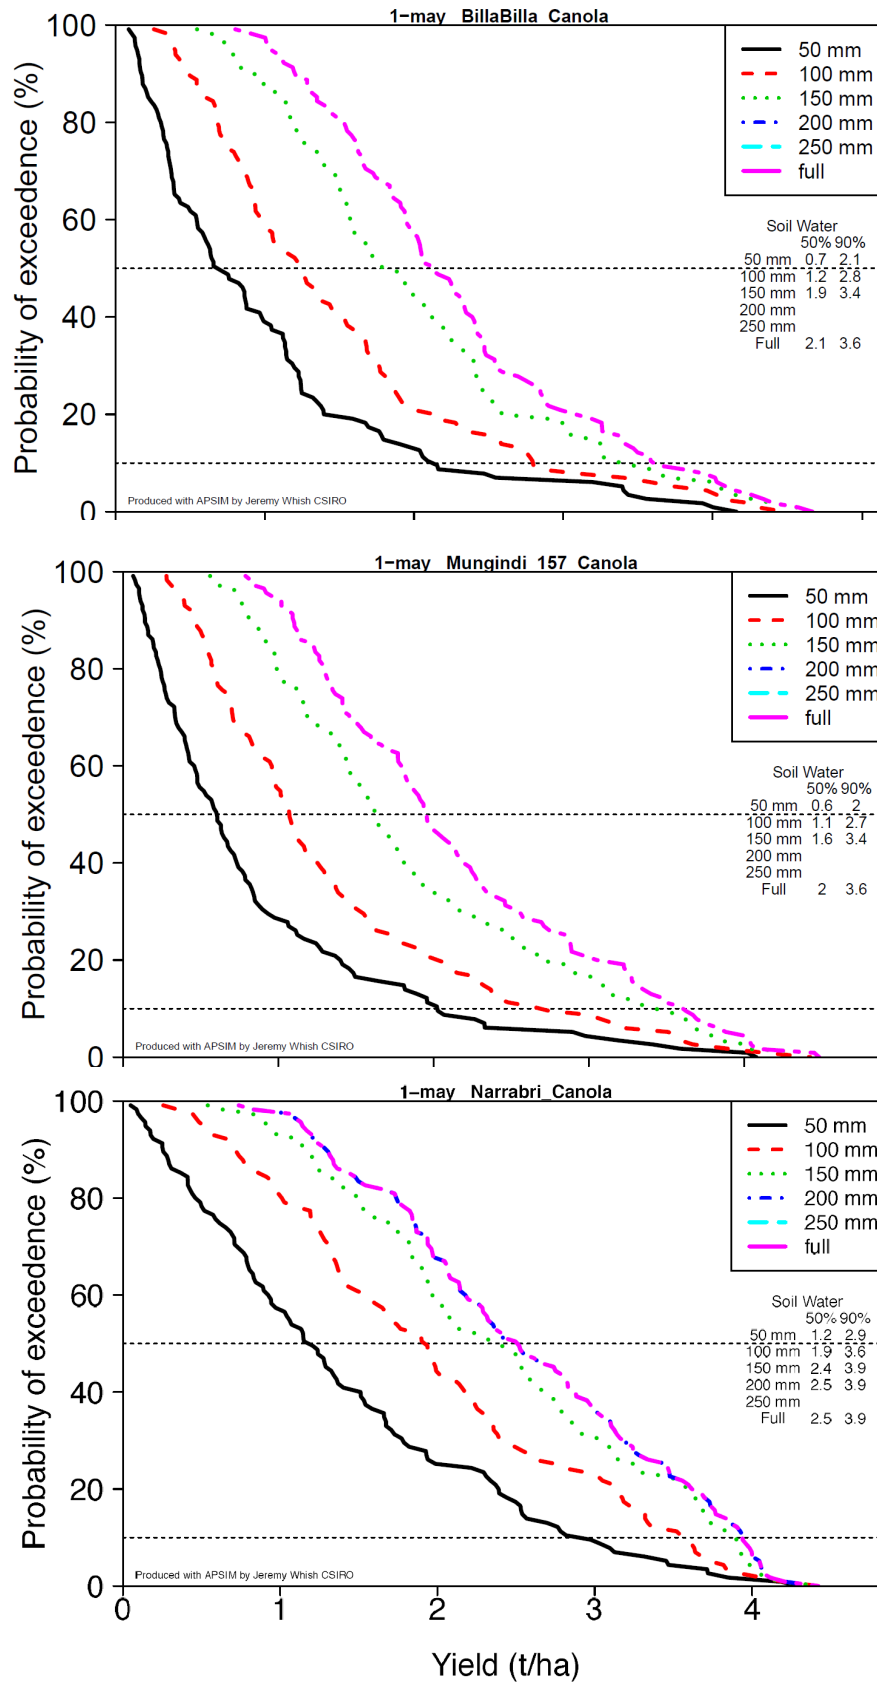 1-may BillaBilla Canola
Probability of exceedence (%)
100
80
60
40
20
0
50 mm
100 mm
150 mm
200 mm
250 mm
full
Soil Water
50% 90%
50 mm 0.7 2.1
100 mm 1.2 2.8
150 mm 1.9 3.4
200 mm
250 mm
Full 2.1 3.6
Produced with APSIM by Jeremy Whish CSIRO
1-may Mungindi 157 Canola
Probability of exceedence (%)
100
80
60
40
20
0
50 mm
100 mm
150 mm
200 mm
250 mm
full
Soil Water
50% 90%
50 mm 0.6 2
100 mm 1.1 2.7
150 mm 1.6 3.4
200 mm
250 mm
Full 2 3.6
Produced with APSIM by Jeremy Whish CSIRO
1-may Narrabri_Canola
Probability of exceedence (%)
100
80
60
40
20
0
50 mm
100 mm
150 mm
200 mm
250 mm
full
Soil Water
50% 90%
50 mm 1.2 2.9
100 mm 1.9 3.6
150 mm 2.4 3.9
200 mm 2.5 3.9
250 mm
Full 2.5 3.9
Produced with APSIM by Jeremy Whish CSIRO
0 1 2 3 4
Yield (t/ha)